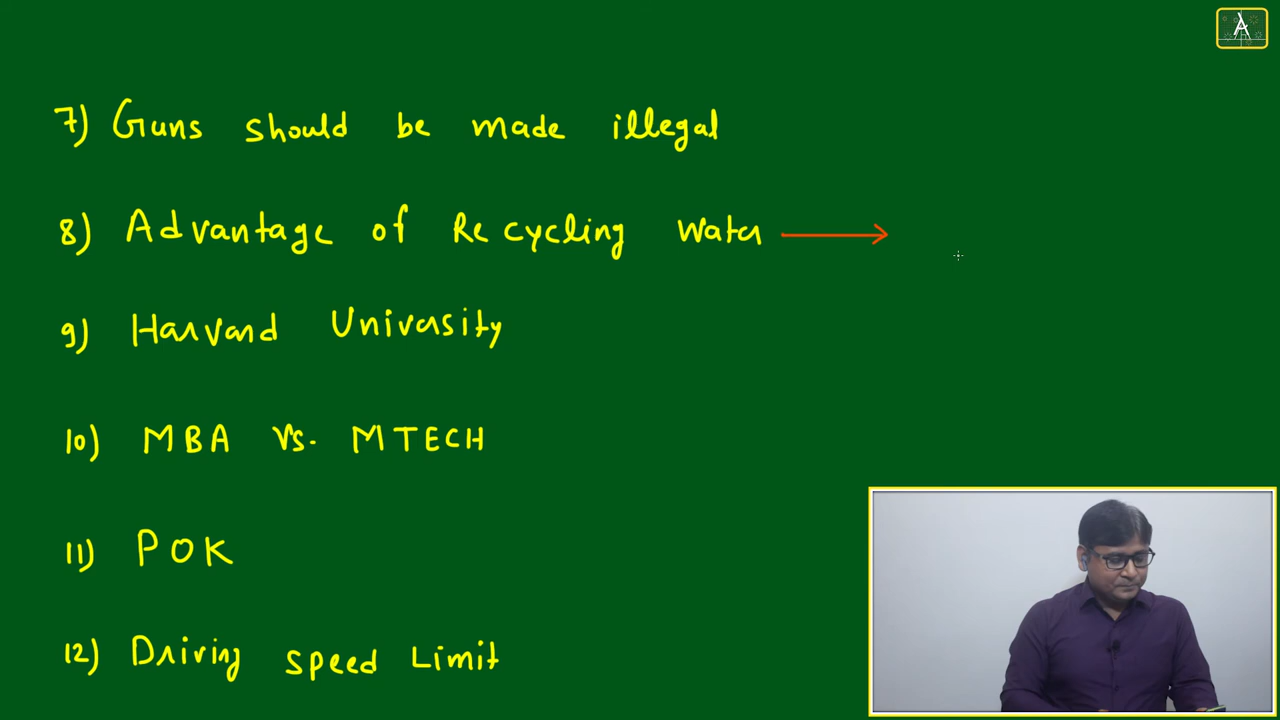 7) Guns should be made illegal
8) Advantage of Recycling Water
9) Harvard University
10) MBA Vs. MTECH
11) POK
12) Driving speed Limit